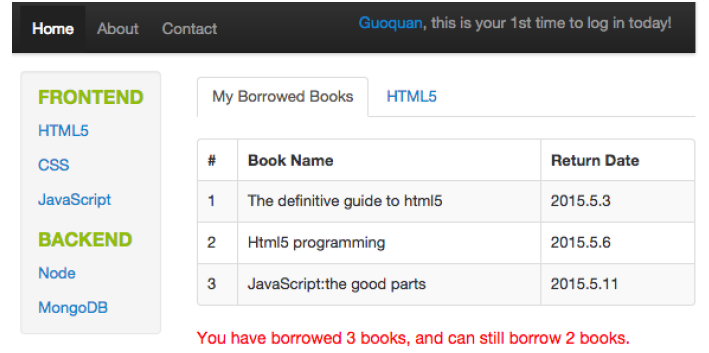 Home About Contact Guoquan, this is your 1st time to log in today!
FRONTEND
HTML5
CSS
JavaScript
BACKEND
Node
MongoDB
My Borrowed Books HTML5
# Book Name Return Date
1 The definitive guide to html5 2015.5.3
2 Html5 programming 2015.5.6
3 JavaScript:the good parts 2015.5.11
You have borrowed 3 books, and can still borrow 2 books.